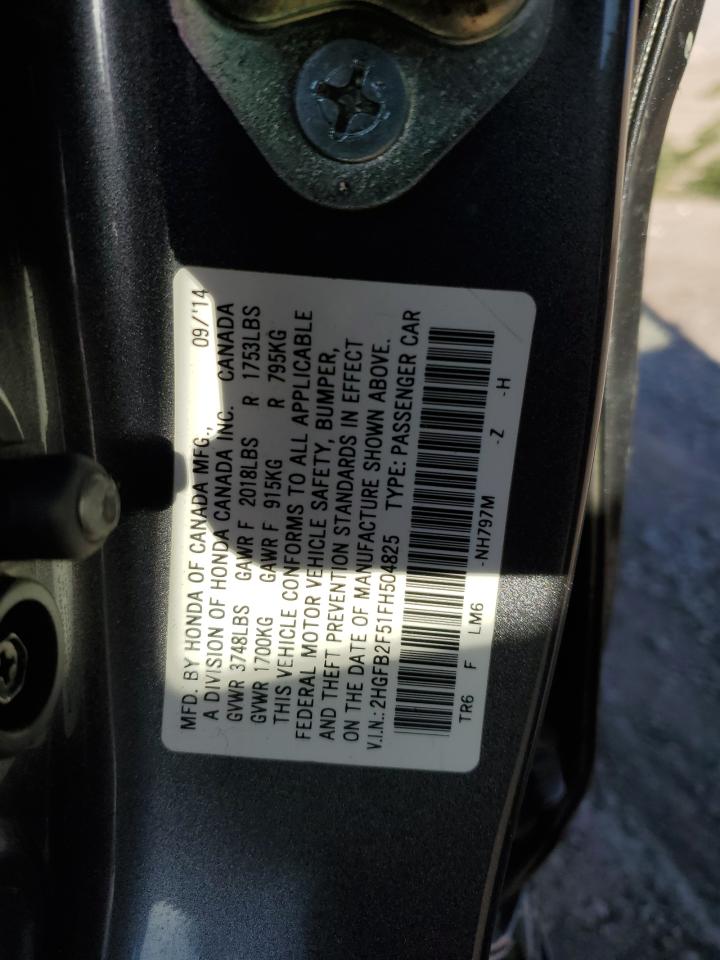 MFD. BY HONDA OF CANADA MFG., 09/'14
A DIVISION OF HONDA CANADA INC. CANADA
GVWR 3748LBS GAWR F 2018LBS R 1753LBS
GVWR 1700KG GAWR F 915KG R 795KG
THIS VEHICLE CONFORMS TO ALL APPLICABLE
FEDERAL MOTOR VEHICLE SAFETY, BUMPER,
AND THEFT PREVENTION STANDARDS IN EFFECT
ON THE DATE OF MANUFACTURE SHOWN ABOVE.
V.I.N.: 2HGFB2F51FH504825 TYPE: PASSENGER CAR
TR6 F LM6 -NH797M -Z -H